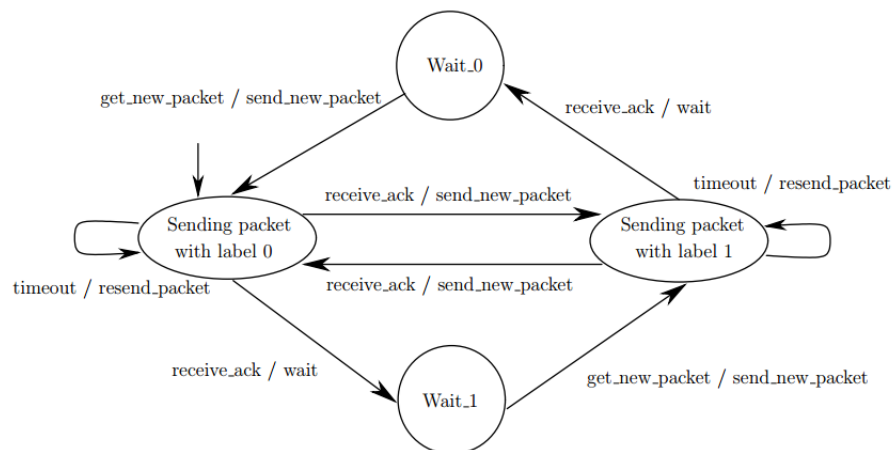 Wait_0
get_new_packet / send_new_packet
receive_ack / wait
timeout / resend_packet
receive_ack / send_new_packet
Sending packet
with label 0
Sending packet
with label 1
receive_ack / send_new_packet
timeout / resend_packet
receive_ack / wait
get_new_packet / send_new_packet
Wait_1